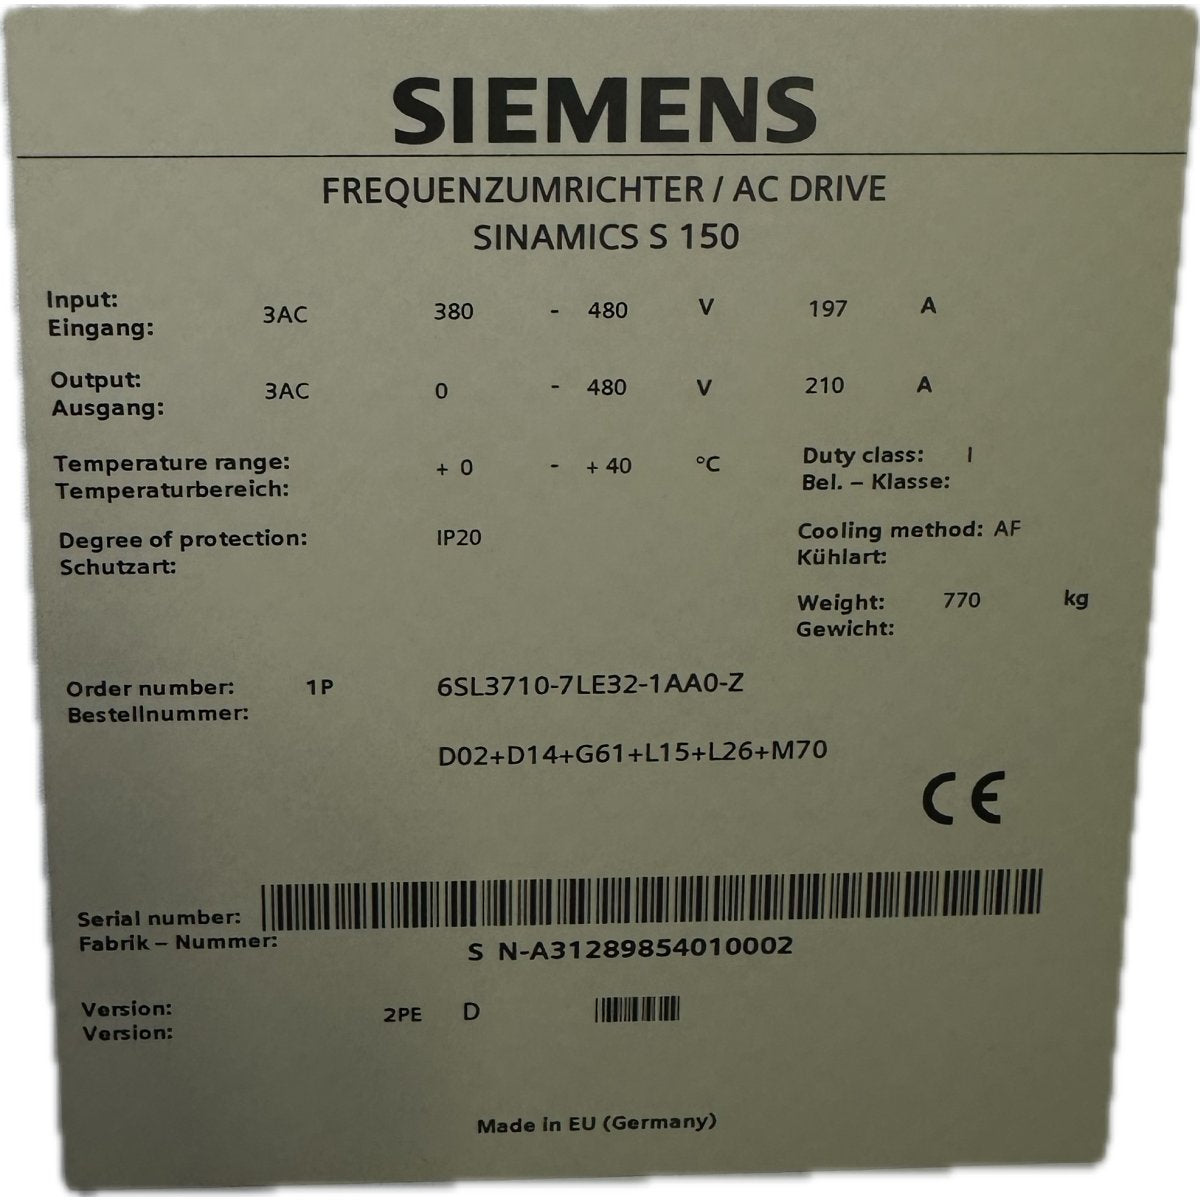 SIEMENS
FREQUENZUMRICHTER / AC DRIVE
SINAMICS S 150
Input: 3AC 380 - 480 V 197 A
Eingang:
Output: 3AC 0 - 480 V 210 A
Ausgang:
Temperature range: + 0 - + 40 °C Duty class: I
Temperaturbereich: Bel. – Klasse:
Degree of protection: IP20 Cooling method: AF
Schutzart: Kühlart:
Weight: 770 kg
Gewicht:
Order number: 1P 6SL3710-7LE32-1AA0-Z
Bestellnummer:
D02+D14+G61+L15+L26+M70
CE
Serial number:
Fabrik – Nummer: S N-A31289854010002
Version: 2PE D
Version:
Made in EU (Germany)